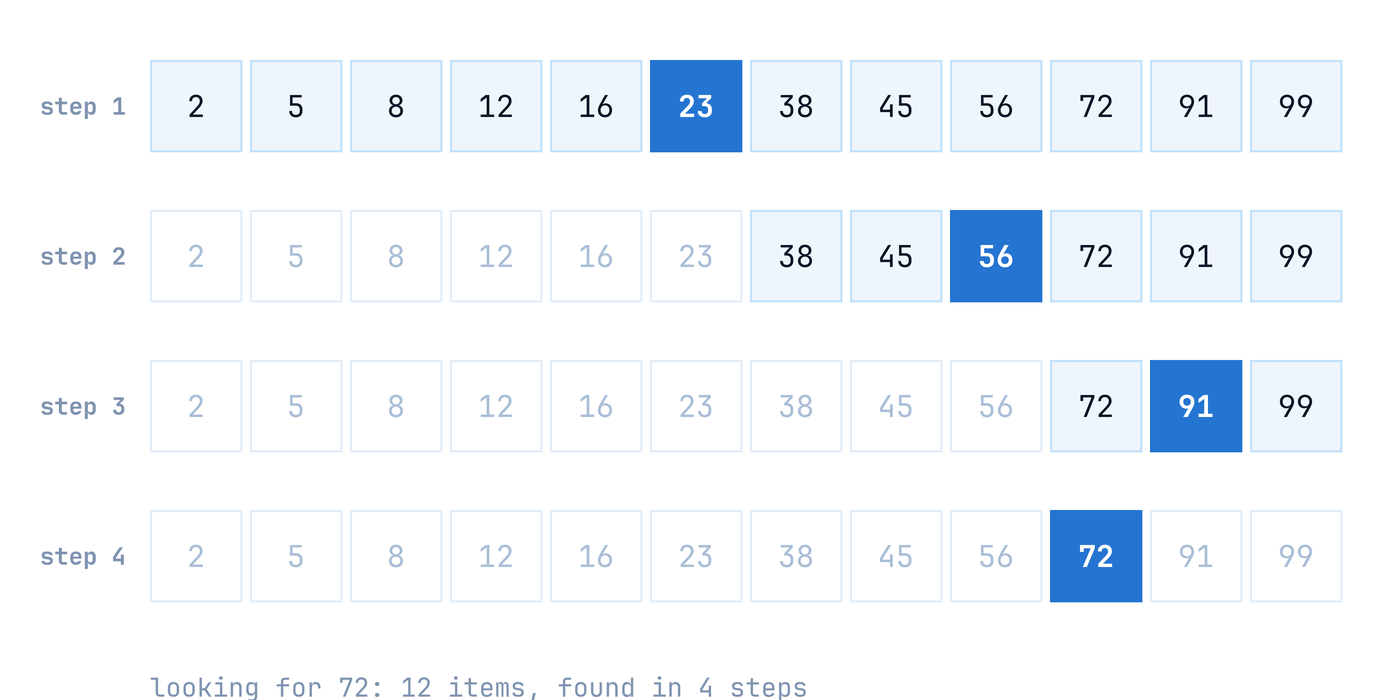 step 1 2 5 8 12 16 23 38 45 56 72 91 99
step 2 2 5 8 12 16 23 38 45 56 72 91 99
step 3 2 5 8 12 16 23 38 45 56 72 91 99
step 4 2 5 8 12 16 23 38 45 56 72 91 99
looking for 72: 12 items, found in 4 steps